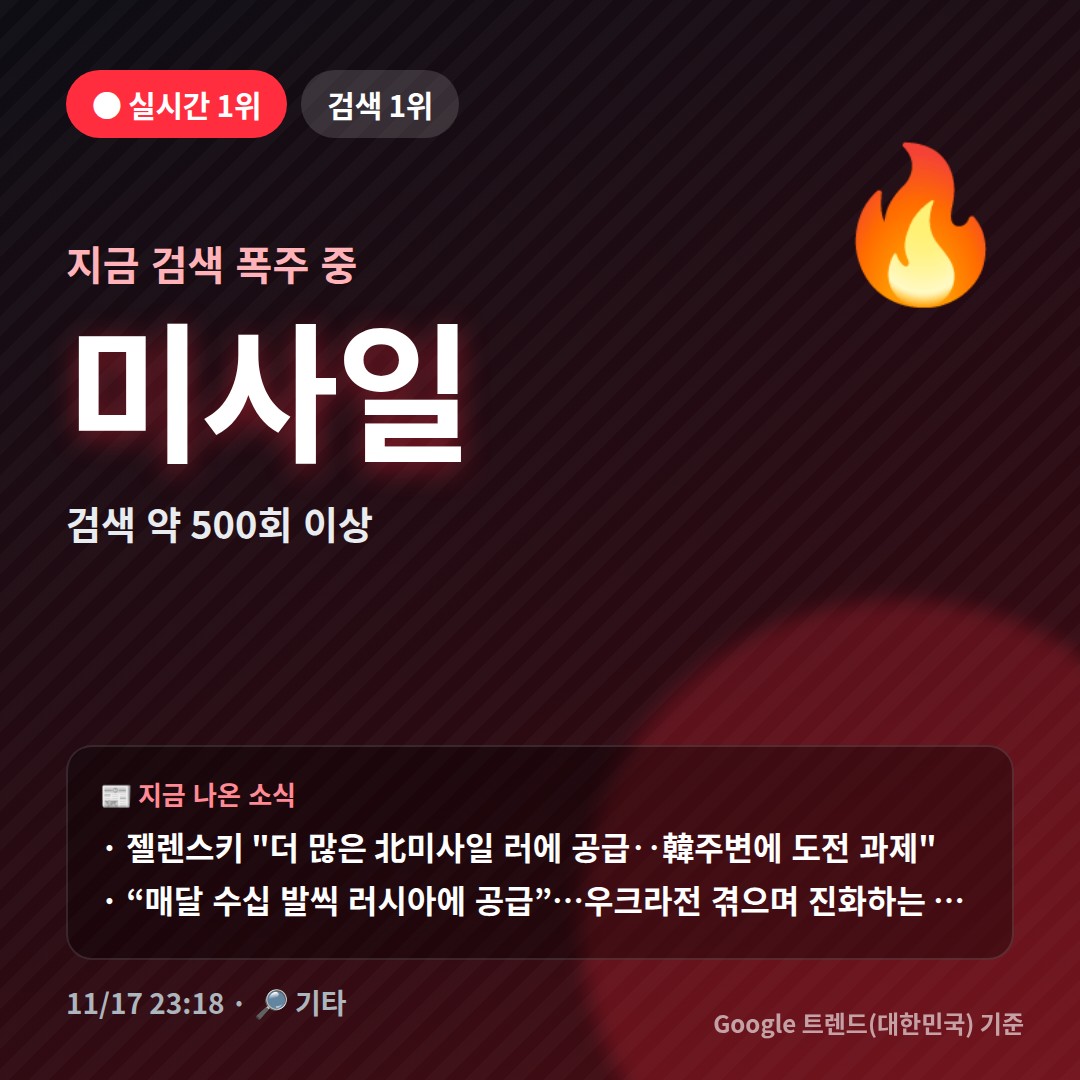 실시간 1위
검색 1위
지금 검색 폭주 중
미사일
검색 약 500회 이상
지금 나온 소식
· 젤렌스키 "더 많은 北미사일 러에 공급‥韓주변에 도전 과제"
· “매달 수십 발씩 러시아에 공급”…우크라전 겪으며 진화하는 …
11/17 23:18 · 🔎 기타
Google 트렌드(대한민국) 기준